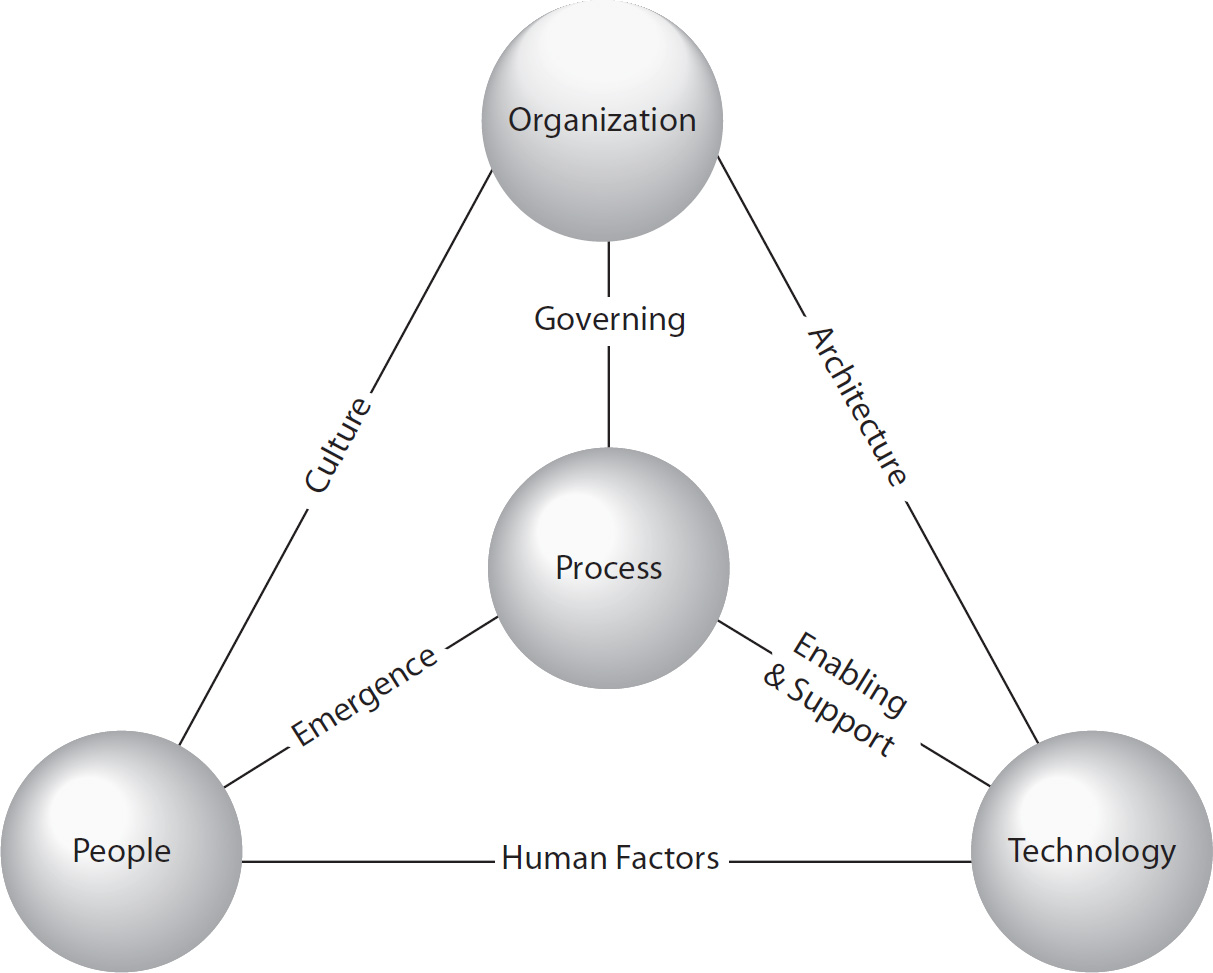 Organization
Governing
Architecture
Culture
Process
Emergence
Enabling
& Support
People
Human Factors
Technology